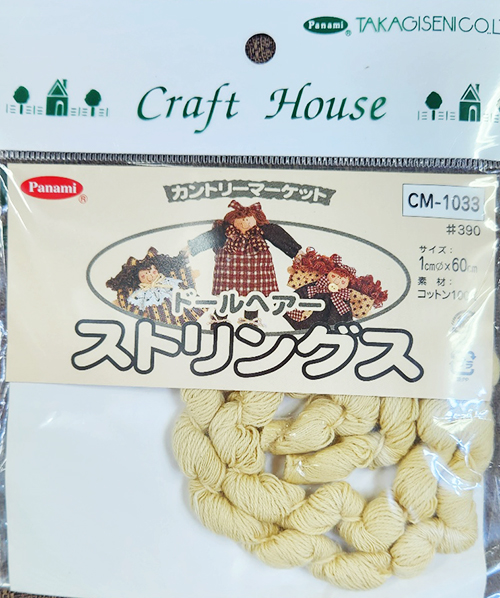 Panami® TAKAGISENI CO.,L
Craft House
Panami®
カントリーマーケット
CM-1033
#390
サイズ:
1cmØ×60cm
素 材:
コットン100
ドールヘアー
ストリングス